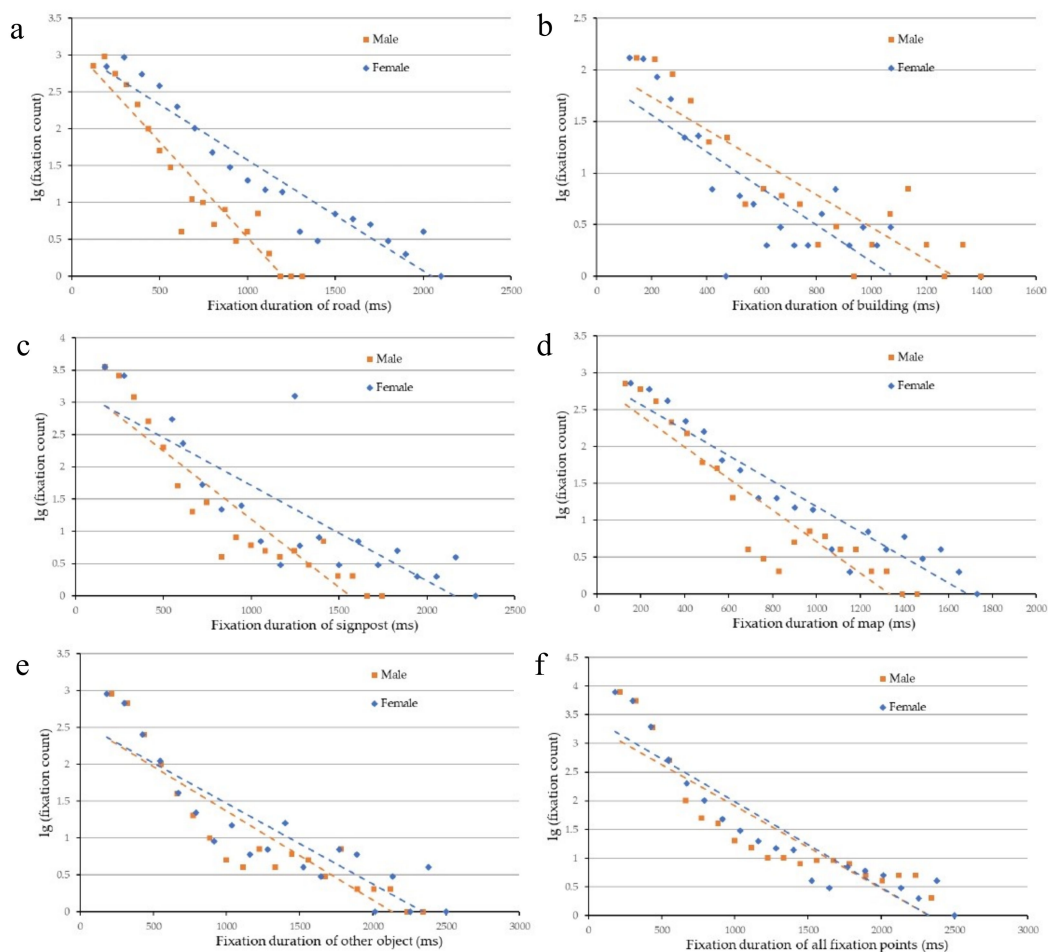 a
3.5
3
2.5
2
1.5
1
0.5
0
0 500 1000 1500 2000 2500
lg (fixation count)
Fixation duration of road (ms)
Male
Female
b
2.5
2
1.5
1
0.5
0
0 200 400 600 800 1000 1200 1400 1600
lg (fixation count)
Fixation duration of building (ms)
Male
Female
c
4
3.5
3
2.5
2
1.5
1
0.5
0
0 500 1000 1500 2000 2500
lg (fixation count)
Fixation duration of signpost (ms)
Male
Female
d
3.5
3
2.5
2
1.5
1
0.5
0
0 200 400 600 800 1000 1200 1400 1600 1800 2000
lg (fixation count)
Fixation duration of map (ms)
Male
Female
e
3.5
3
2.5
2
1.5
1
0.5
0
0 500 1000 1500 2000 2500 3000
lg (fixation count)
Fixation duration of other object (ms)
Male
Female
f
4.5
4
3.5
3
2.5
2
1.5
1
0.5
0
0 500 1000 1500 2000 2500 3000
lg (fixation count)
Fixation duration of all fixation points (ms)
Male
Female